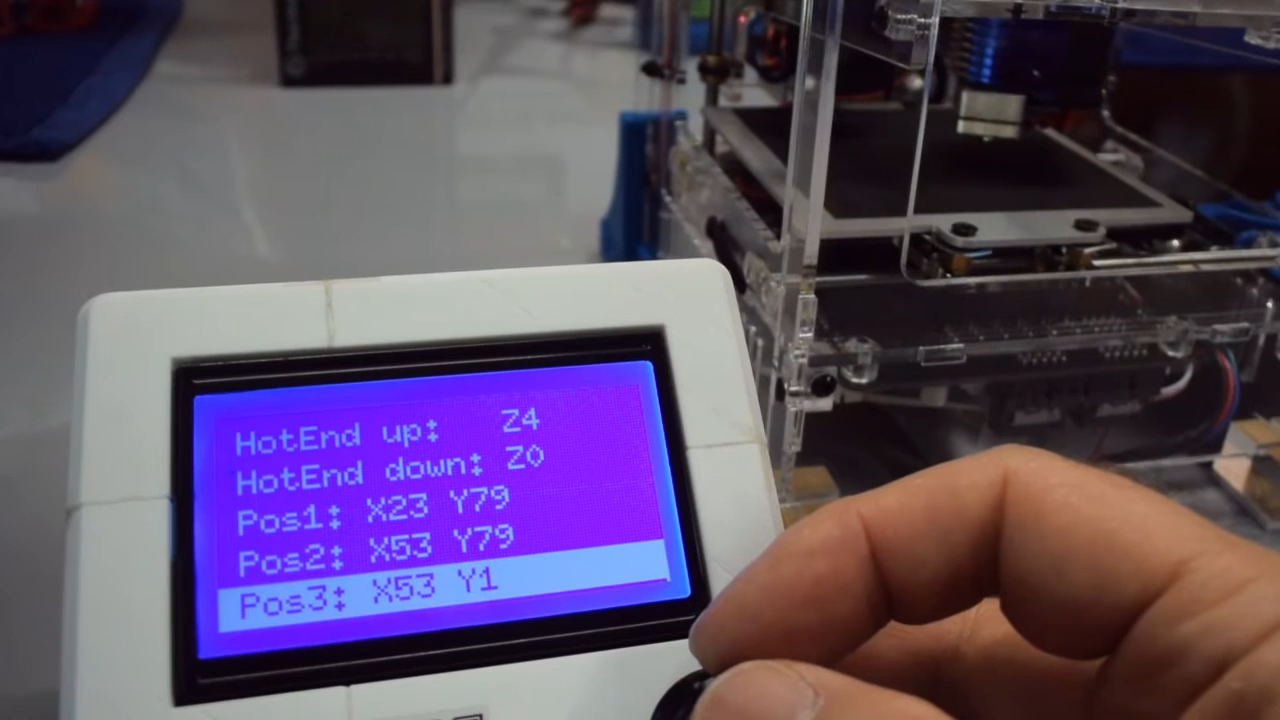 HotEnd up: Z4
HotEnd down: Z0
Pos1: X23 Y79
Pos2: X53 Y79
Pos3: X53 Y1